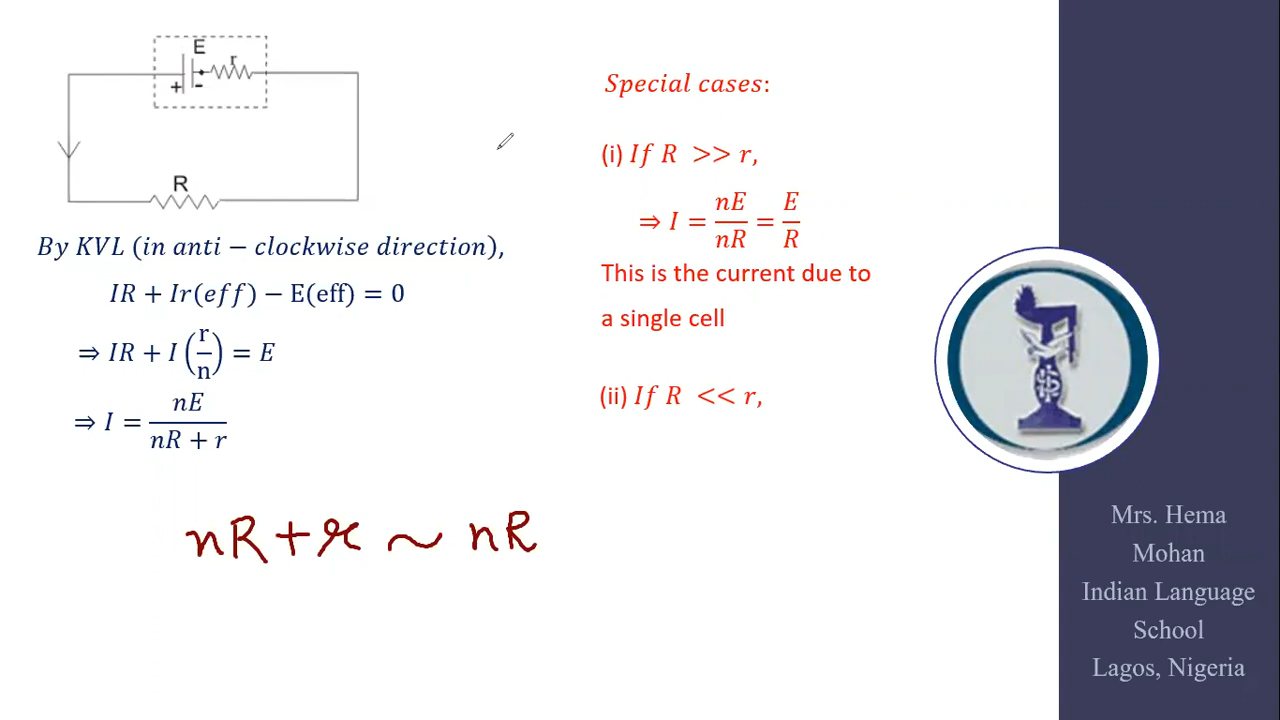 E
r
+ -
R
By KVL (in anti − clockwise direction),
IR + Ir(eff) − E(eff) = 0
⇒ IR + I (r/n) = E
⇒ I = nE/(nR + r)
nR + r ~ nR
Special cases:
(i) If R >> r,
⇒ I = nE/nR = E/R
This is the current due to
a single cell
(ii) If R << r,
Mrs. Hema
Mohan
Indian Language
School
Lagos, Nigeria